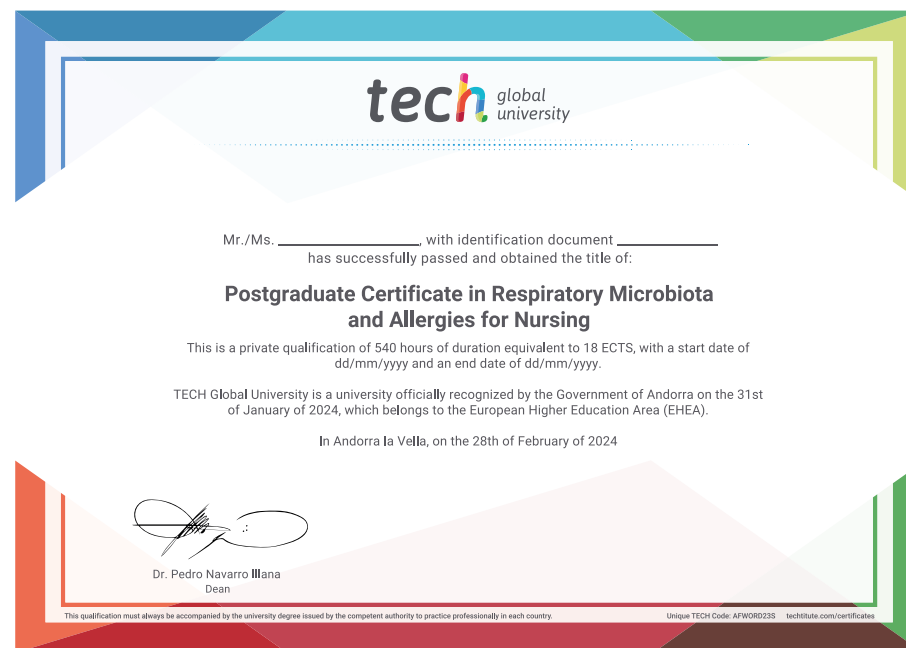 tech global university
Mr./Ms. ____________________, with identification document ______________
has successfully passed and obtained the title of:
Postgraduate Certificate in Respiratory Microbiota
and Allergies for Nursing
This is a private qualification of 540 hours of duration equivalent to 18 ECTS, with a start date of
dd/mm/yyyy and an end date of dd/mm/yyyy.
TECH Global University is a university officially recognized by the Government of Andorra on the 31st
of January of 2024, which belongs to the European Higher Education Area (EHEA).
In Andorra la Vella, on the 28th of February of 2024
Dr. Pedro Navarro Illana
Dean
This qualification must always be accompanied by the university degree issued by the competent authority to practice professionally in each country. Unique TECH Code: AFWORD23S techtitute.com/certificates